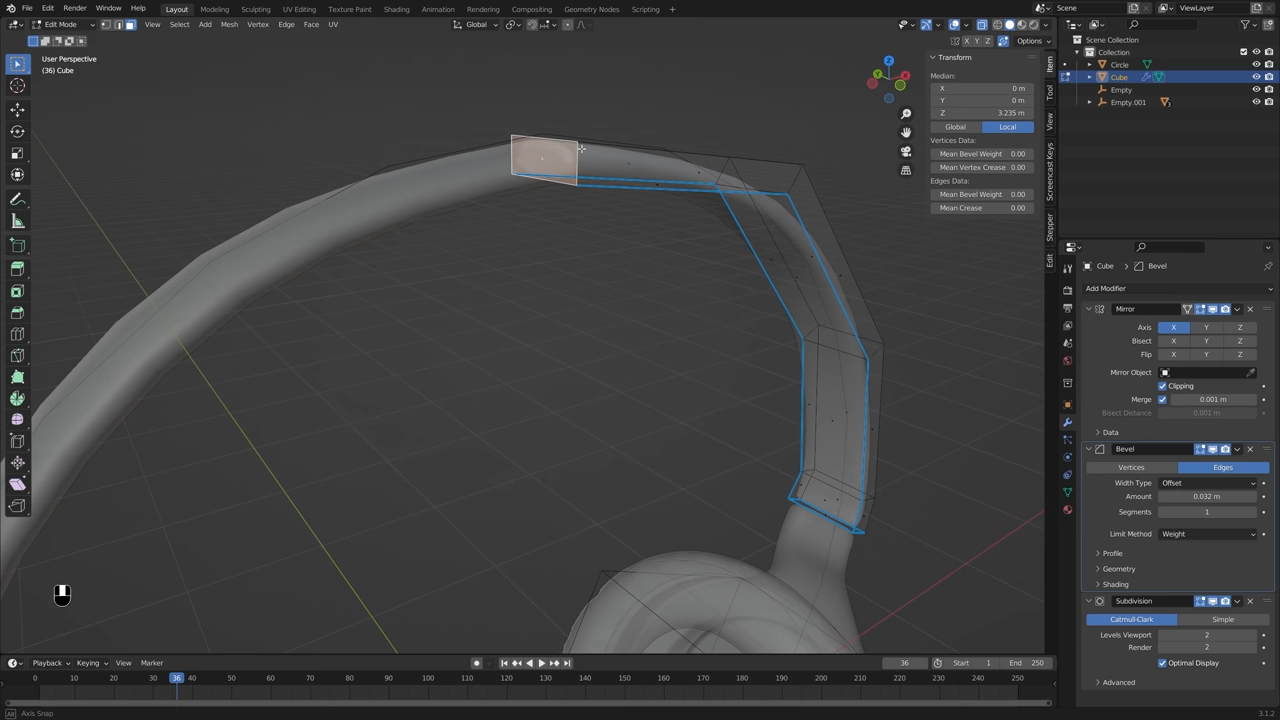 File Edit Render Window Help Layout Modeling Sculpting UV Editing Texture Paint Shading Animation Rendering Compositing Geometry Nodes Scripting + Scene ViewLayer
Edit Mode View Select Add Mesh Vertex Edge Face UV Global
X Y Z Options
User Perspective
(36) Cube
Z
Y
X
Transform
Median:
X 0 m
Y 0 m
Z 3.235 m
Global Local
Vertices Data:
Mean Bevel Weight 0.00
Mean Vertex Crease 0.00
Edges Data:
Mean Bevel Weight 0.00
Mean Crease 0.00
Item
Tool
View
Screencast Keys
Stepper
Edit
Scene Collection
Collection
Circle
Cube
Empty
Empty.001 3
Cube > Bevel
Add Modifier
Mirror
Axis X Y Z
Bisect X Y Z
Flip X Y Z
Mirror Object
Clipping
Merge 0.001 m
Bisect Distance 0.001 m
Data
Bevel
Vertices Edges
Width Type Offset
Amount 0.032 m
Segments 1
Limit Method Weight
Profile
Geometry
Shading
Subdivision
Catmull-Clark Simple
Levels Viewport 2
Render 2
Optimal Display
Advanced
Playback Keying View Marker 36 Start 1 End 250
0 10 20 30 36 40 50 60 70 80 90 100 110 120 130 140 150 160 170 180 190 200 210 220 230 240 250
Alt Axis Snap 3.1.2